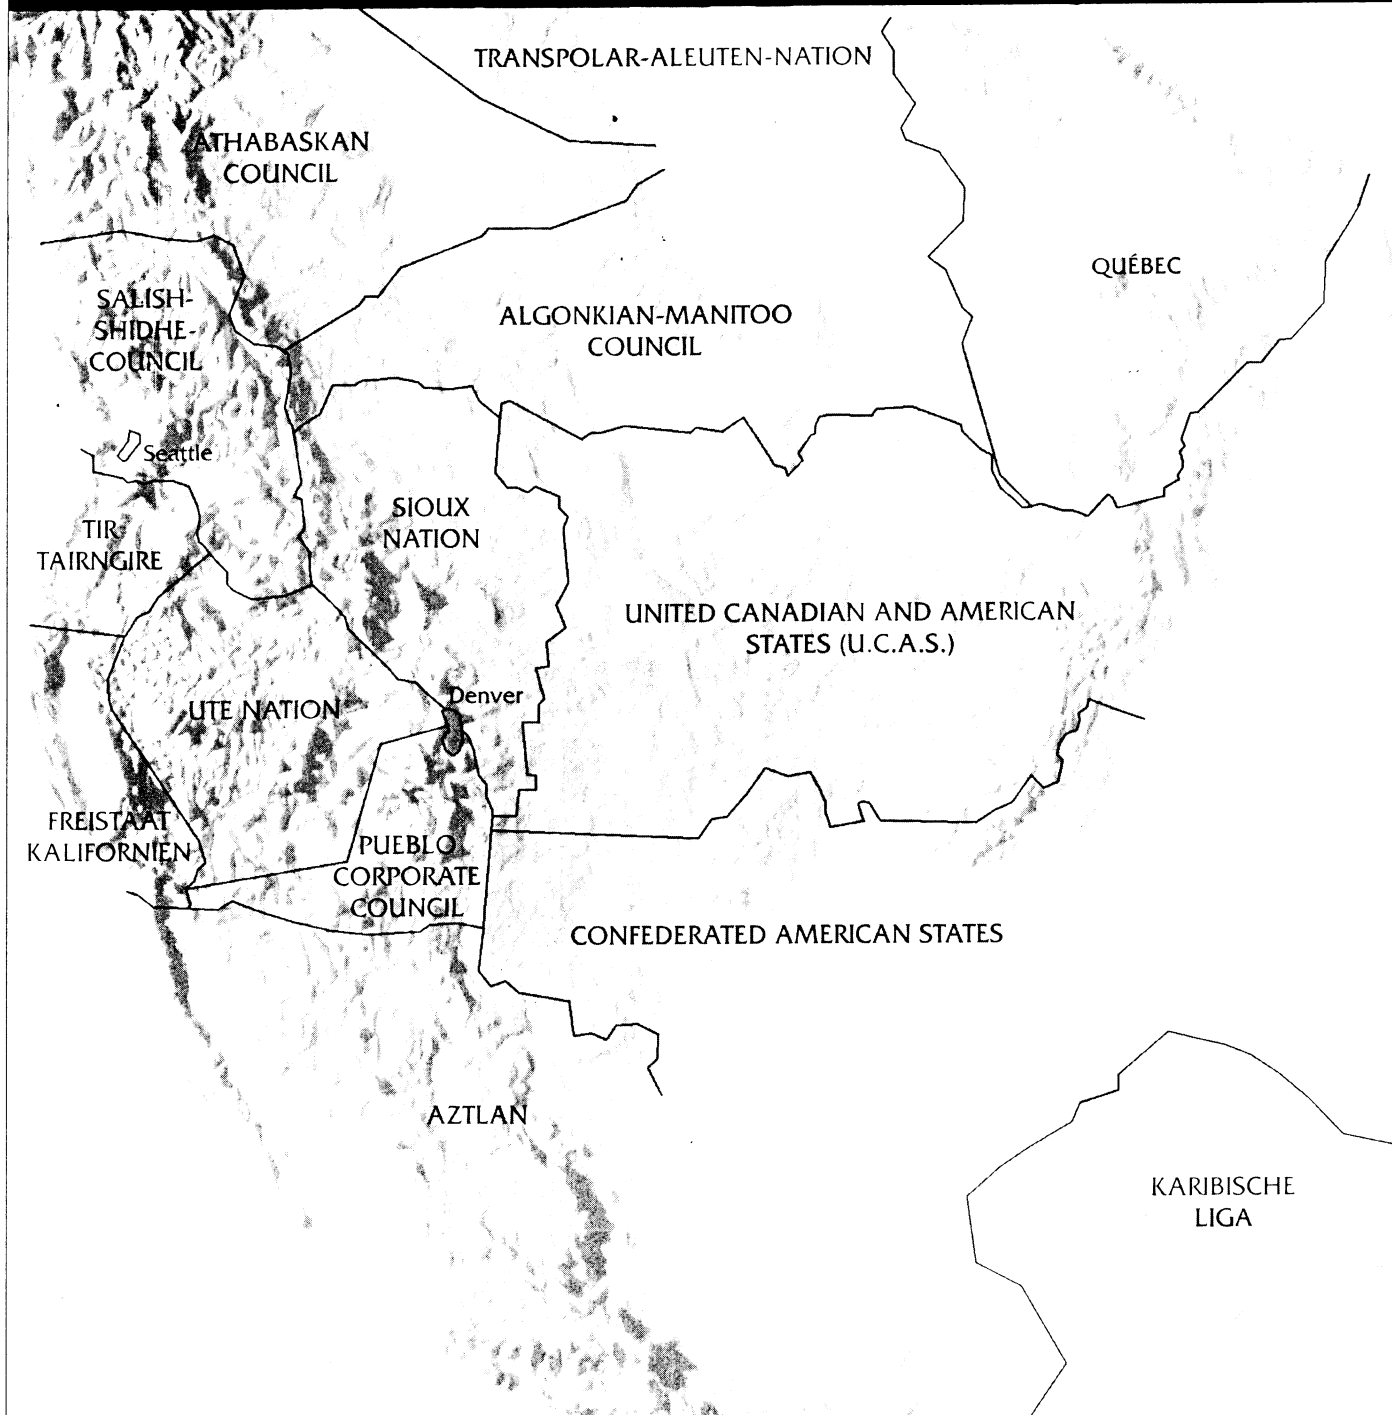 TRANSPOLAR-ALEUTEN-NATION
ATHABASKAN
COUNCIL
QUÉBEC
SALISH-
SHIDHE-
COUNCIL
ALGONKIAN-MANITOO
COUNCIL
Seattle
SIOUX
NATION
TIR
TAIRNGIRE
UNITED CANADIAN AND AMERICAN
STATES (U.C.A.S.)
Denver
UTE NATION
FREISTAAT
KALIFORNIEN
PUEBLO
CORPORATE
COUNCIL
CONFEDERATED AMERICAN STATES
AZTLAN
KARIBISCHE
LIGA